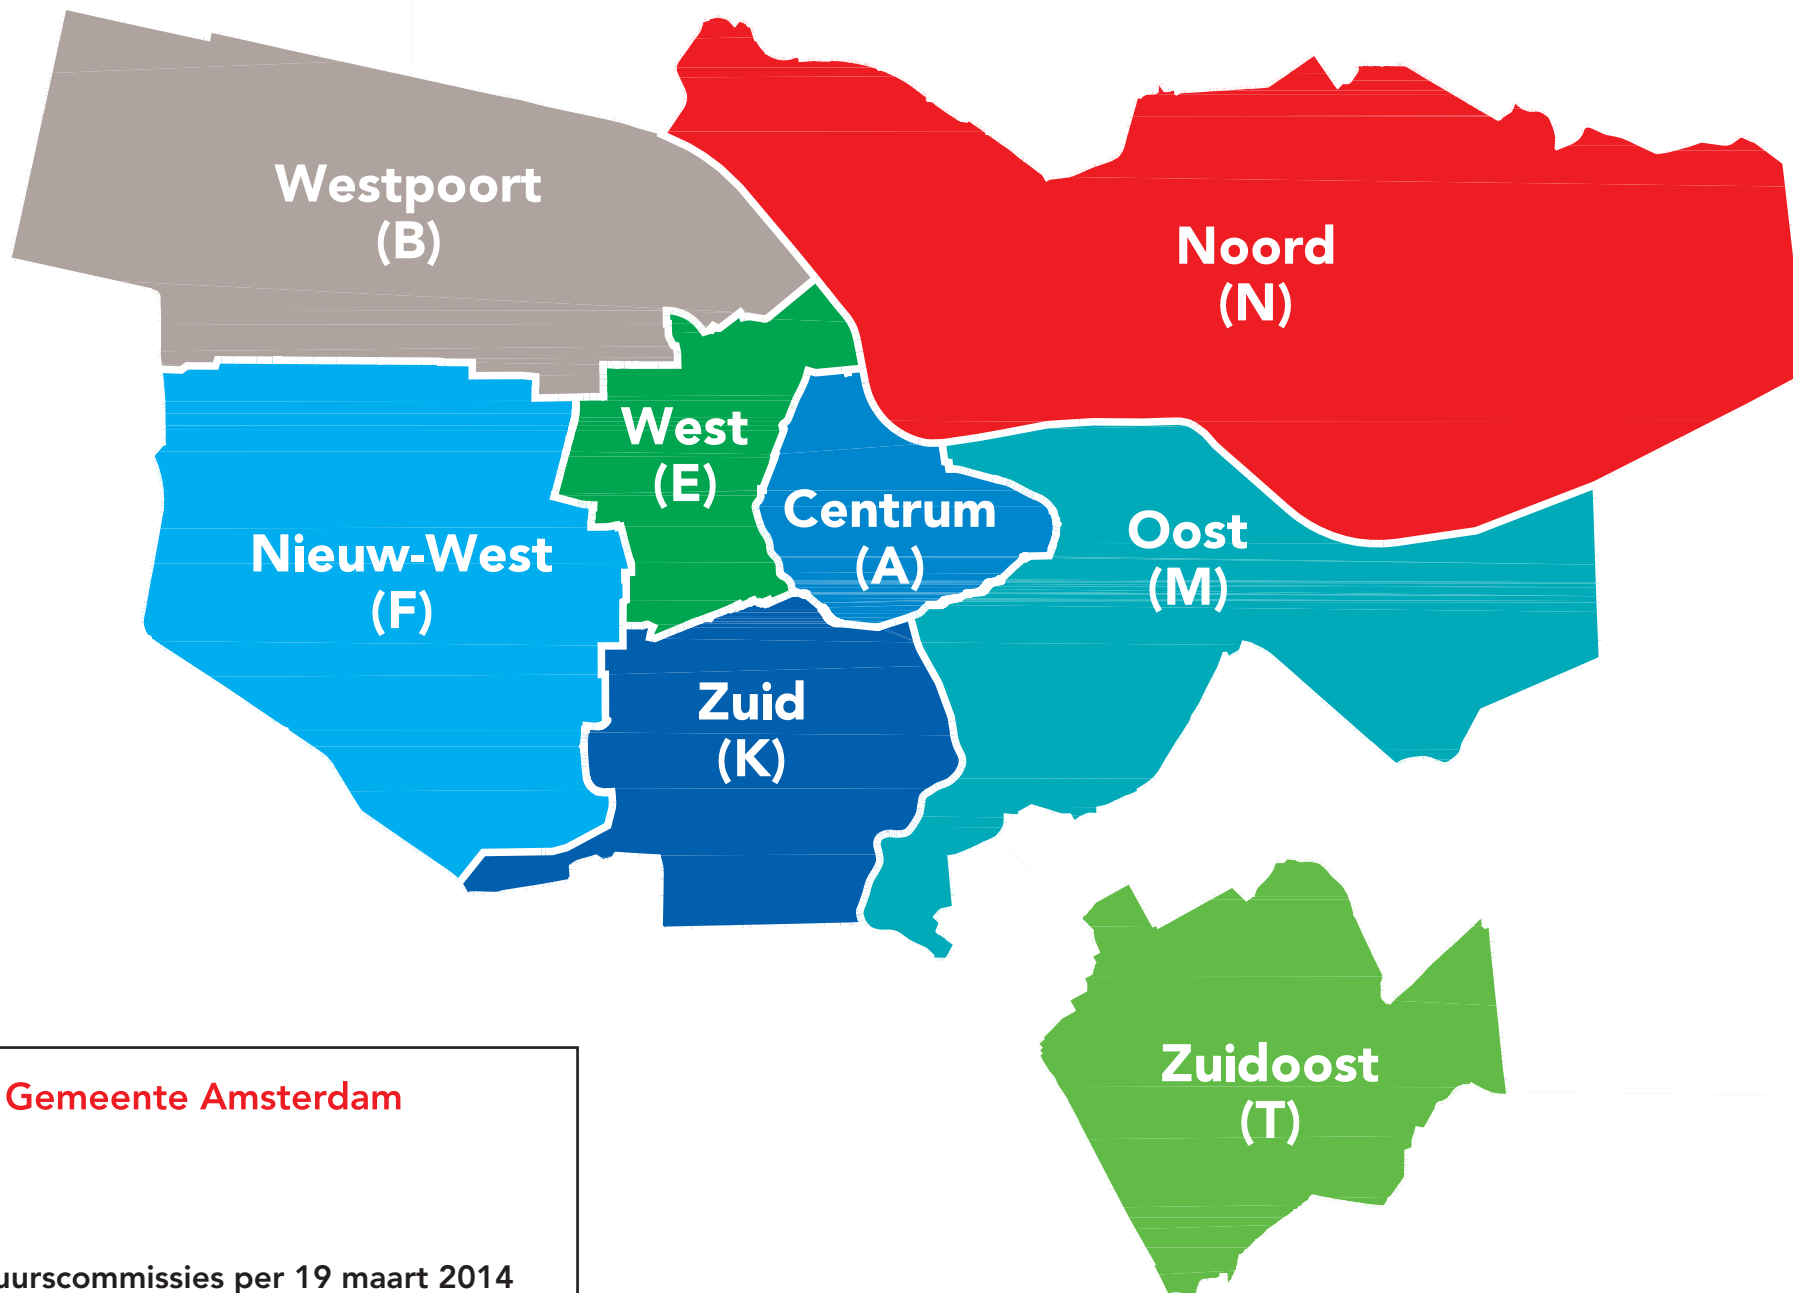 Westpoort
(B)
Noord
(N)
West
(E)
Centrum
(A)
Oost
(M)
Nieuw-West
(F)
Zuid
(K)
Zuidoost
(T)
Gemeente Amsterdam
uurscommissies per 19 maart 2014